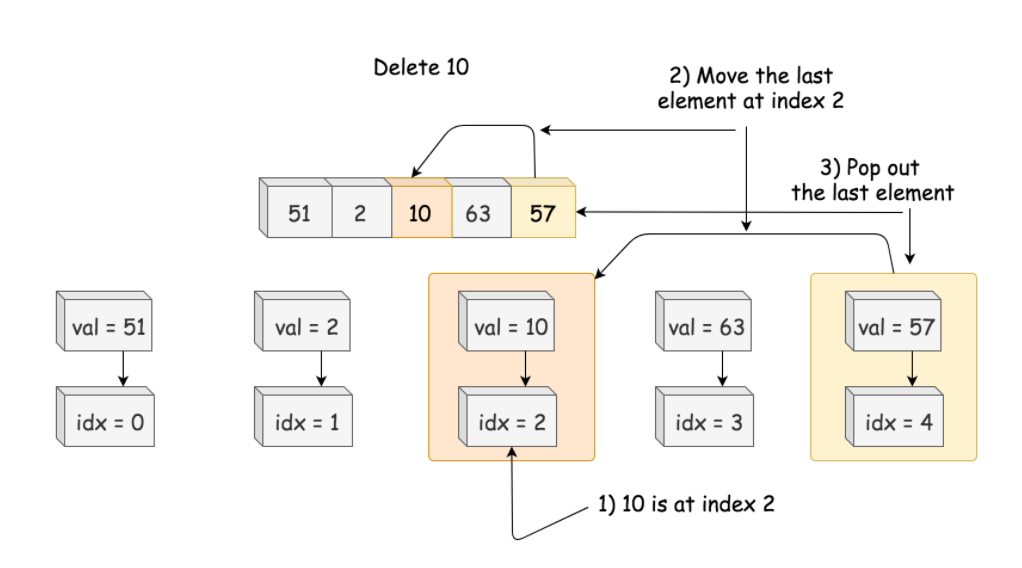 Delete 10
2) Move the last
element at index 2
3) Pop out
the last element
51 2 10 63 57
val = 51 val = 2 val = 10 val = 63 val = 57
idx = 0 idx = 1 idx = 2 idx = 3 idx = 4
1) 10 is at index 2